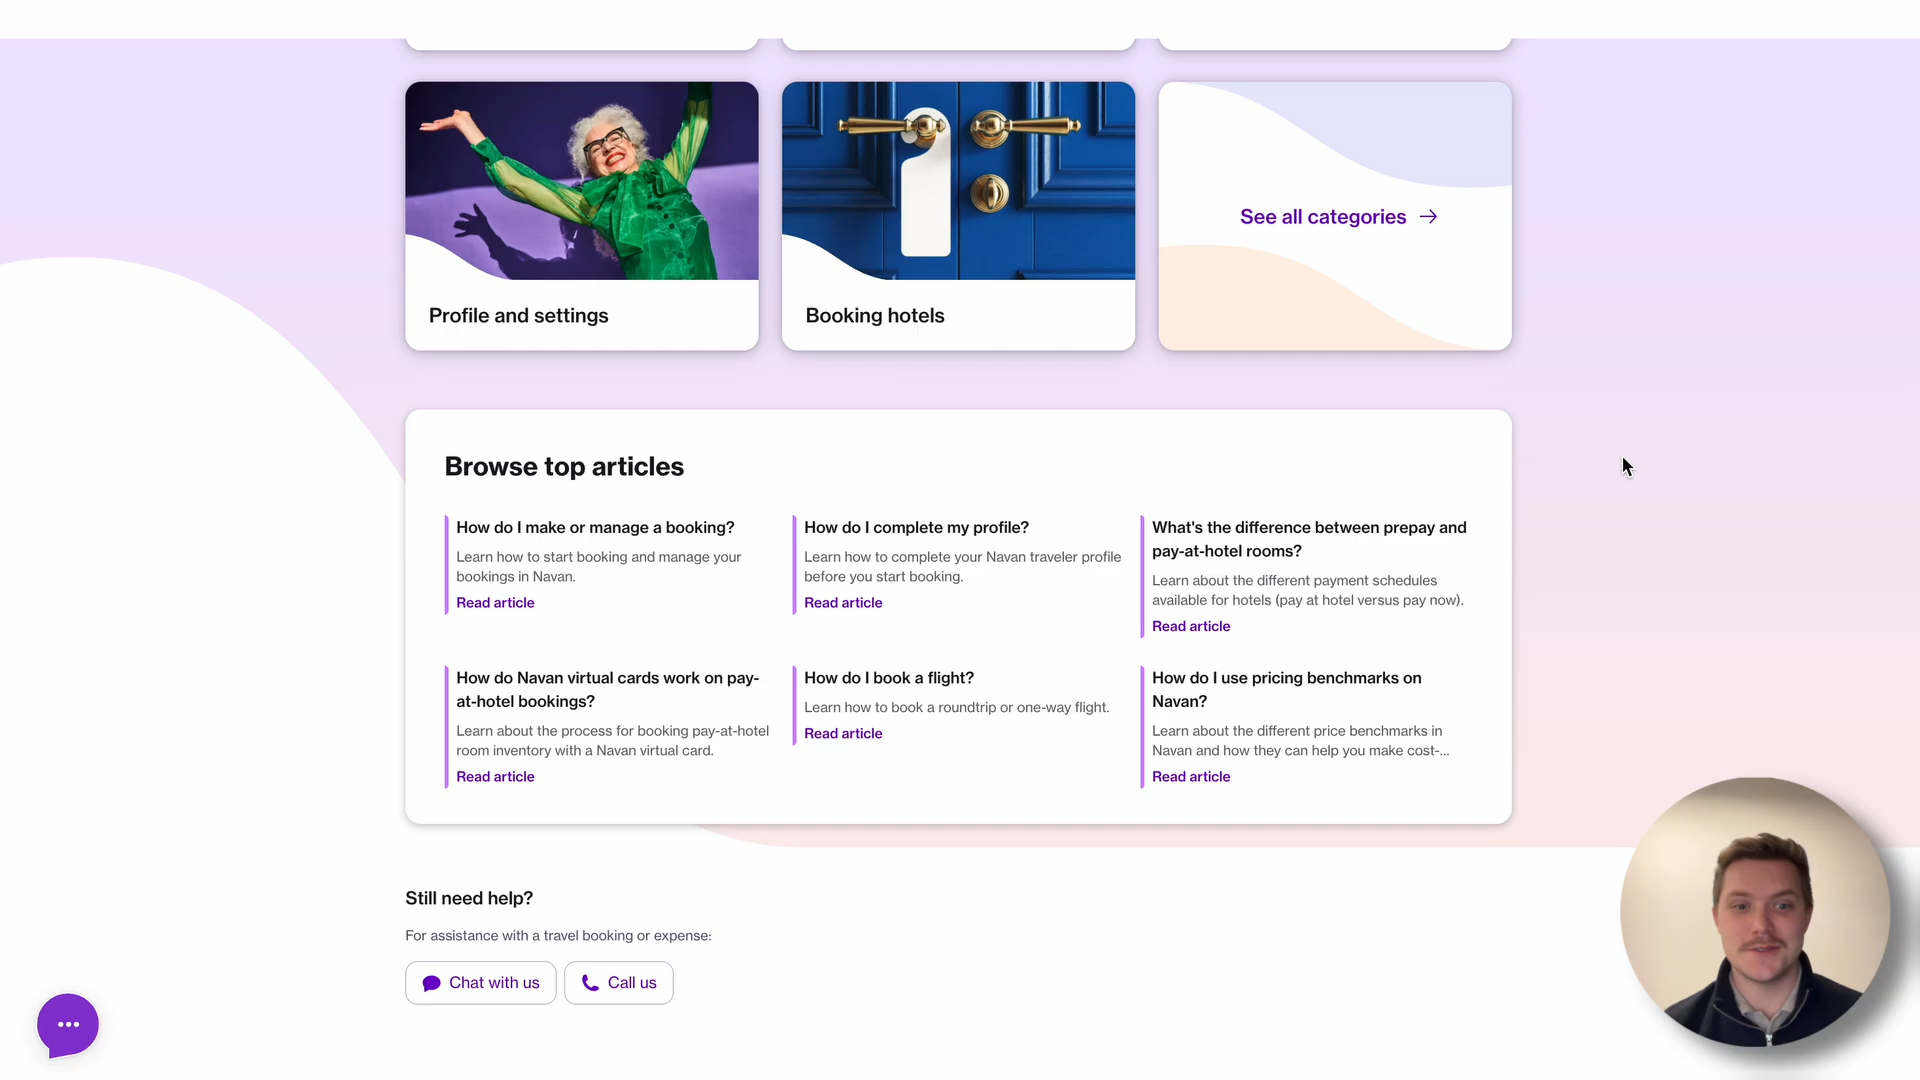 Profile and settings
Booking hotels
See all categories
Browse top articles
How do I make or manage a booking?
Learn how to start booking and manage your
bookings in Navan.
Read article
How do I complete my profile?
Learn how to complete your Navan traveler profile
before you start booking.
Read article
What's the difference between prepay and
pay-at-hotel rooms?
Learn about the different payment schedules
available for hotels (pay at hotel versus pay now).
Read article
How do Navan virtual cards work on pay-
at-hotel bookings?
Learn about the process for booking pay-at-hotel
room inventory with a Navan virtual card.
Read article
How do I book a flight?
Learn how to book a roundtrip or one-way flight.
Read article
How do I use pricing benchmarks on
Navan?
Learn about the different price benchmarks in
Navan and how they can help you make cost-...
Read article
Still need help?
For assistance with a travel booking or expense:
Chat with us
Call us